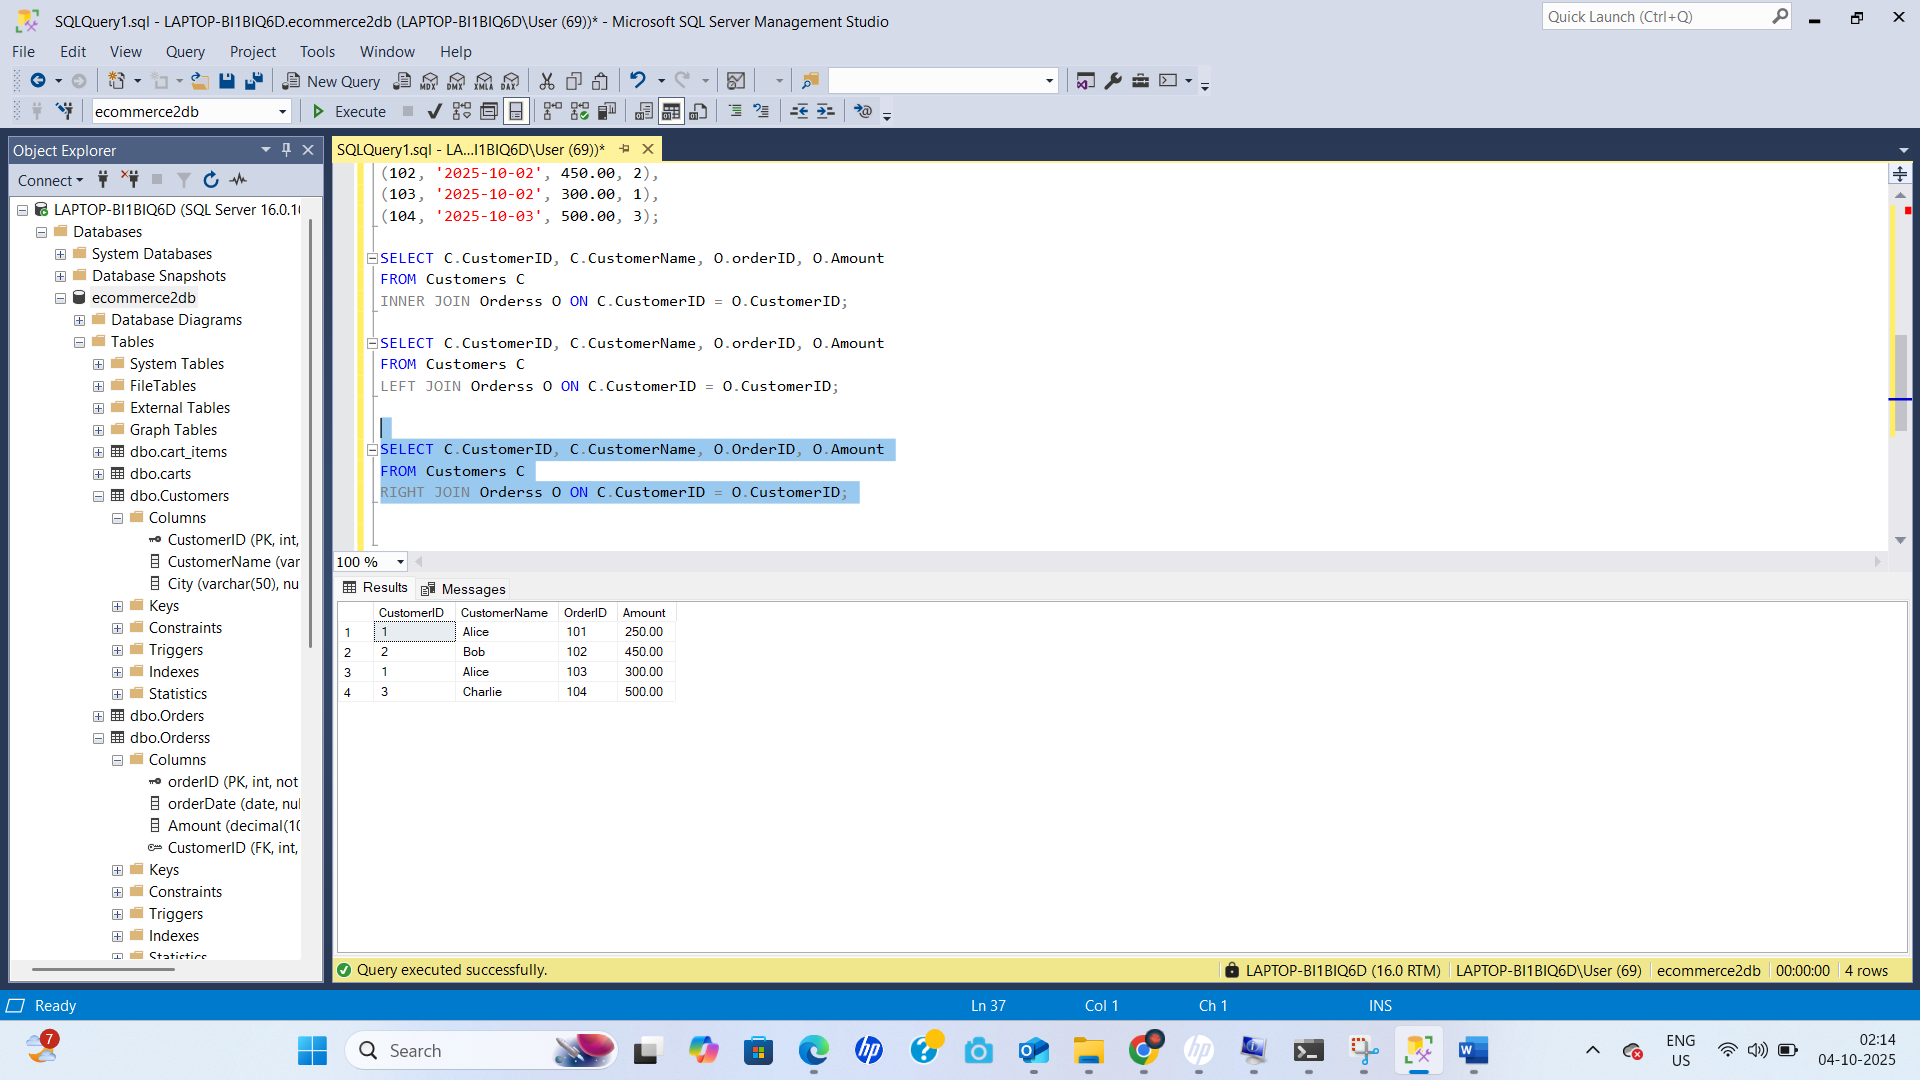 SQLQuery1.sql - LAPTOP-BI1BIQ6D.ecommerce2db (LAPTOP-BI1BIQ6D\User (69))* - Microsoft SQL Server Management Studio
Quick Launch (Ctrl+Q)
File Edit View Query Project Tools Window Help
New Query
MDX DMX XMLA DAX
ecommerce2db
Execute
Object Explorer
Connect
LAPTOP-BI1BIQ6D (SQL Server 16.0.10
Databases
System Databases
Database Snapshots
ecommerce2db
Database Diagrams
Tables
System Tables
FileTables
External Tables
Graph Tables
dbo.cart_items
dbo.carts
dbo.Customers
Columns
CustomerID (PK, int,
CustomerName (var
City (varchar(50), nu
Keys
Constraints
Triggers
Indexes
Statistics
dbo.Orders
dbo.Orderss
Columns
orderID (PK, int, not
orderDate (date, nul
Amount (decimal(10
CustomerID (FK, int,
Keys
Constraints
Triggers
Indexes
Statistics
SQLQuery1.sql - LA...I1BIQ6D\User (69))*
(102, '2025-10-02', 450.00, 2),
(103, '2025-10-02', 300.00, 1),
(104, '2025-10-03', 500.00, 3);
SELECT C.CustomerID, C.CustomerName, O.orderID, O.Amount
FROM Customers C
INNER JOIN Orderss O ON C.CustomerID = O.CustomerID;
SELECT C.CustomerID, C.CustomerName, O.orderID, O.Amount
FROM Customers C
LEFT JOIN Orderss O ON C.CustomerID = O.CustomerID;
SELECT C.CustomerID, C.CustomerName, O.OrderID, O.Amount
FROM Customers C
RIGHT JOIN Orderss O ON C.CustomerID = O.CustomerID;
100 %
Results Messages
CustomerID CustomerName OrderID Amount
1 1 Alice 101 250.00
2 2 Bob 102 450.00
3 1 Alice 103 300.00
4 3 Charlie 104 500.00
Query executed successfully.
LAPTOP-BI1BIQ6D (16.0 RTM) LAPTOP-BI1BIQ6D\User (69) ecommerce2db 00:00:00 4 rows
Ready Ln 37 Col 1 Ch 1 INS
7
Search
hp
ENG
US
02:14
04-10-2025